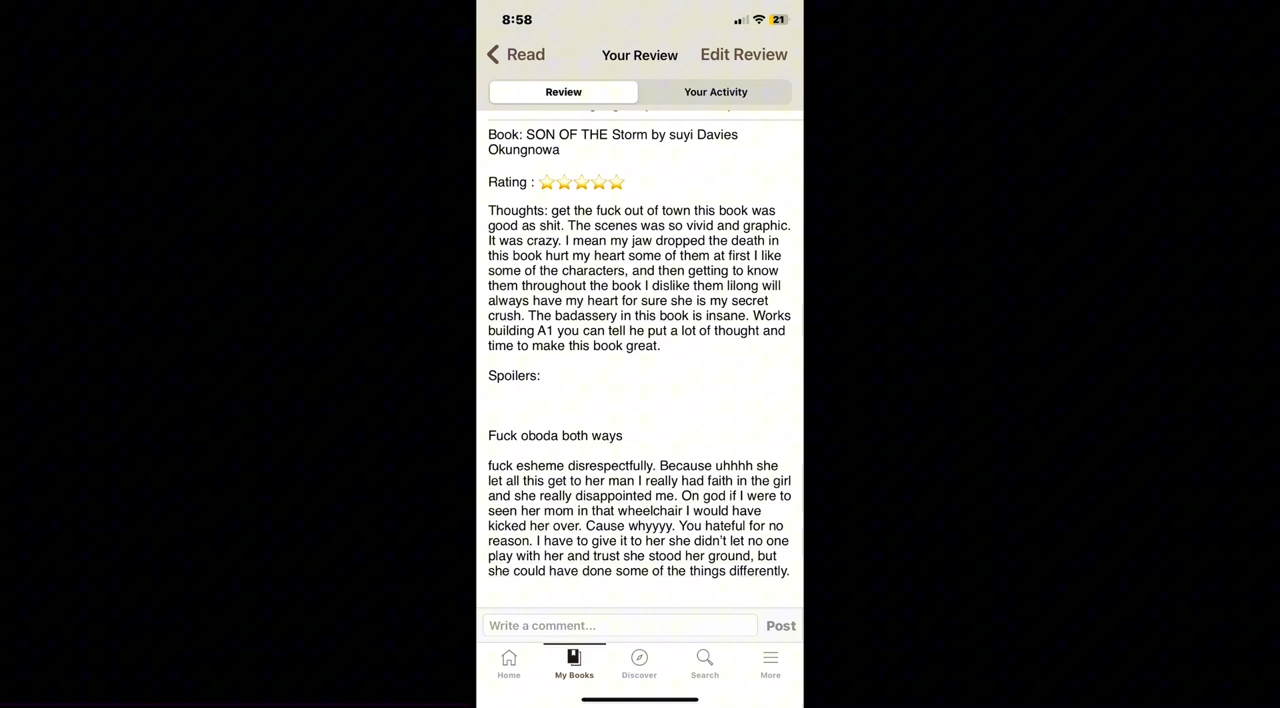 8:58
21
Read
Your Review
Edit Review
Review
Your Activity
Book: SON OF THE Storm by suyi Davies
Okungnowa
Rating : ⭐⭐⭐⭐⭐
Thoughts: get the fuck out of town this book was
good as shit. The scenes was so vivid and graphic.
It was crazy. I mean my jaw dropped the death in
this book hurt my heart some of them at first I like
some of the characters, and then getting to know
them throughout the book I dislike them lilong will
always have my heart for sure she is my secret
crush. The badassery in this book is insane. Works
building A1 you can tell he put a lot of thought and
time to make this book great.
Spoilers:
Fuck oboda both ways
fuck esheme disrespectfully. Because uhhhh she
let all this get to her man I really had faith in the girl
and she really disappointed me. On god if I were to
seen her mom in that wheelchair I would have
kicked her over. Cause whyyyy. You hateful for no
reason. I have to give it to her she didn't let no one
play with her and trust she stood her ground, but
she could have done some of the things differently.
Write a comment...
Post
Home
My Books
Discover
Search
More